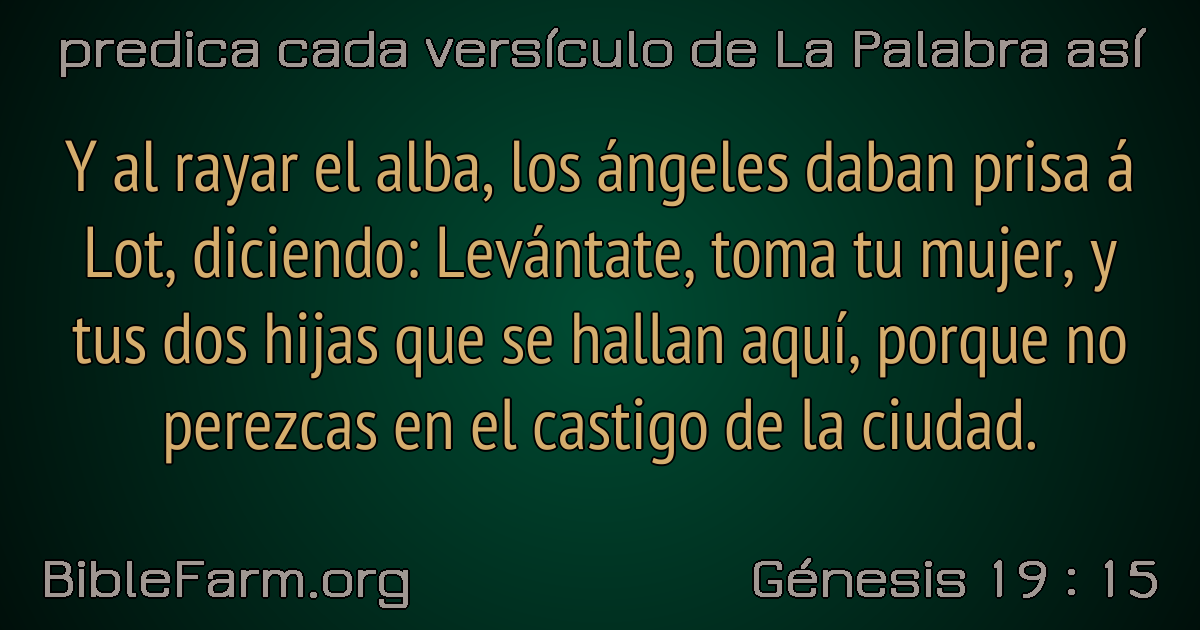 predica cada versículo de La Palabra así
Y al rayar el alba, los ángeles daban prisa á
Lot, diciendo: Levántate, toma tu mujer, y
tus dos hijas que se hallan aquí, porque no
perezcas en el castigo de la ciudad.
BibleFarm.org
Génesis 19 : 15